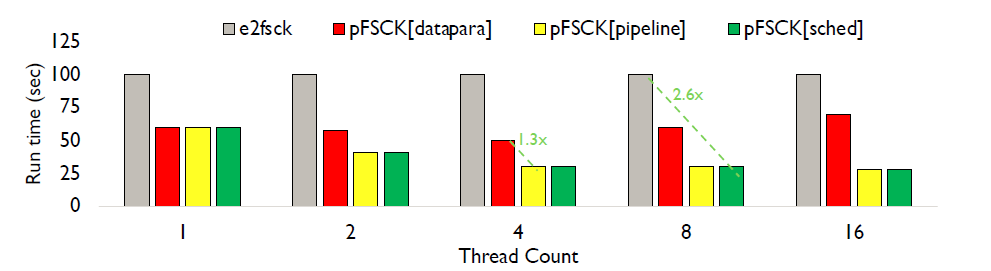 e2fsck pFSCK[datapara] pFSCK[pipeline] pFSCK[sched]
Run time (sec)
125
100
75
50
25
0
2.6x
1.3x
1 2 4 8 16
Thread Count